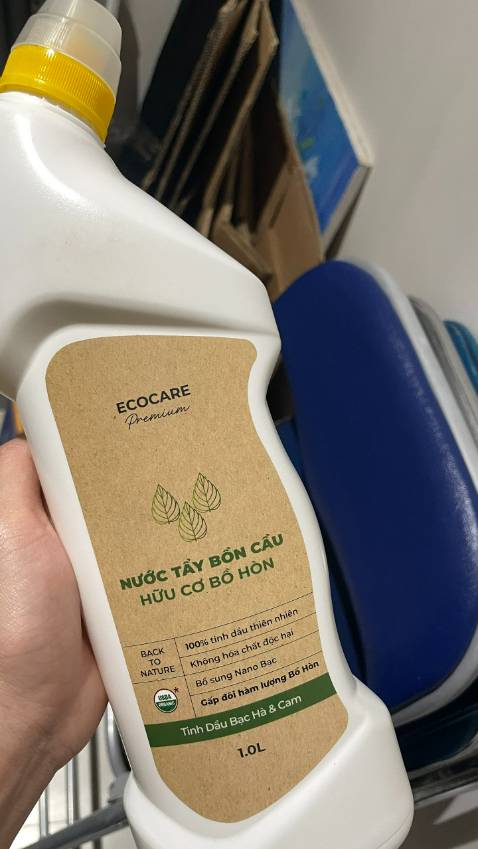 ECOCARE
Premium
NƯỚC TẨY BỒN CẦU
HỮU CƠ BỒ HÒN
BACK
TO
NATURE
100% tinh dầu thiên nhiên
Không hóa chất độc hại
Bổ sung Nano Bạc
Gấp đôi hàm lượng Bồ Hòn
USDA
ORGANIC
*
Tinh Dầu Bạc Hà & Cam
1.0L